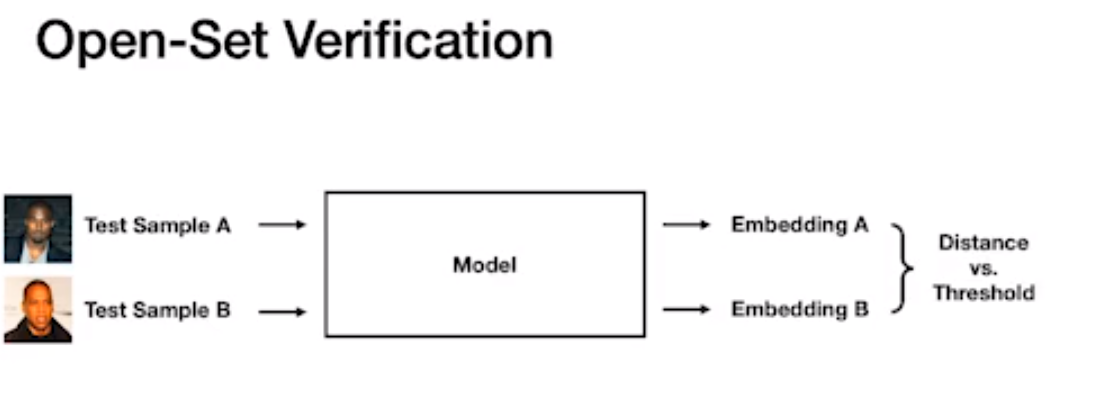 Open-Set Verification
Test Sample A
Test Sample B
Model
Embedding A
Embedding B
Distance
vs.
Threshold